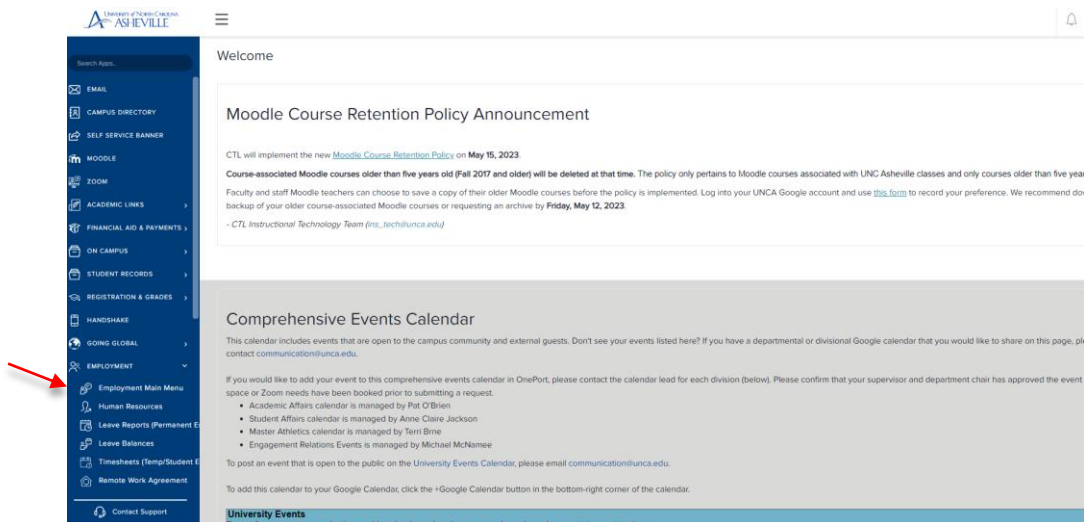 UNIVERSITY OF NORTH CAROLINA
ASHEVILLE
Search Apps..
EMAIL
CAMPUS DIRECTORY
SELF SERVICE BANNER
MOODLE
ZOOM
ACADEMIC LINKS
FINANCIAL AID & PAYMENTS
ON CAMPUS
STUDENT RECORDS
REGISTRATION & GRADES
HANDSHAKE
GOING GLOBAL
EMPLOYMENT
Employment Main Menu
Human Resources
Leave Reports (Permanent E
Leave Balances
Timesheets (Temp/Student E
Remote Work Agreement
Contact Support
Welcome
Moodle Course Retention Policy Announcement
CTL will implement the new Moodle Course Retention Policy on May 15, 2023.
Course-associated Moodle courses older than five years old (Fall 2017 and older) will be deleted at that time. The policy only pertains to Moodle courses associated with UNC Asheville classes and only courses older than five year
Faculty and staff Moodle teachers can choose to save a copy of their older Moodle courses before the policy is implemented. Log into your UNCA Google account and use this form to record your preference. We recommend do
backup of your older course-associated Moodle courses or requesting an archive by Friday, May 12, 2023.
- CTL Instructional Technology Team (ins_tech@unca.edu)
Comprehensive Events Calendar
This calendar includes events that are open to the campus community and external guests. Don't see your events listed here? If you have a departmental or divisional Google calendar that you would like to share on this page, ple
contact communication@unca.edu.
If you would like to add your event to this comprehensive events calendar in OnePort, please contact the calendar lead for each division (below). Please confirm that your supervisor and department chair has approved the event
space or Zoom needs have been booked prior to submitting a request.
• Academic Affairs calendar is managed by Pat O'Brien
• Student Affairs calendar is managed by Anne Claire Jackson
• Master Athletics calendar is managed by Terri Brne
• Engagement Relations Events is managed by Michael McNamee
To post an event that is open to the public on the University Events Calendar, please email communication@unca.edu.
To add this calendar to your Google Calendar, click the +Google Calendar button in the bottom-right corner of the calendar.
University Events